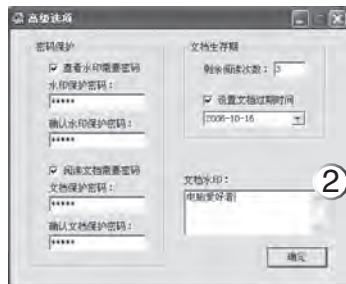 高级选项
密码保护
查看水印需要密码
水印保护密码：
*****
确认水印保护密码：
*****
阅读文档需要密码
文档保护密码：
*****
确认文档保护密码：
*****
文档生存期
剩余阅读次数： 3
设置文档过期时间
2006-10-16
文档水印：
②
电脑爱好者
确定